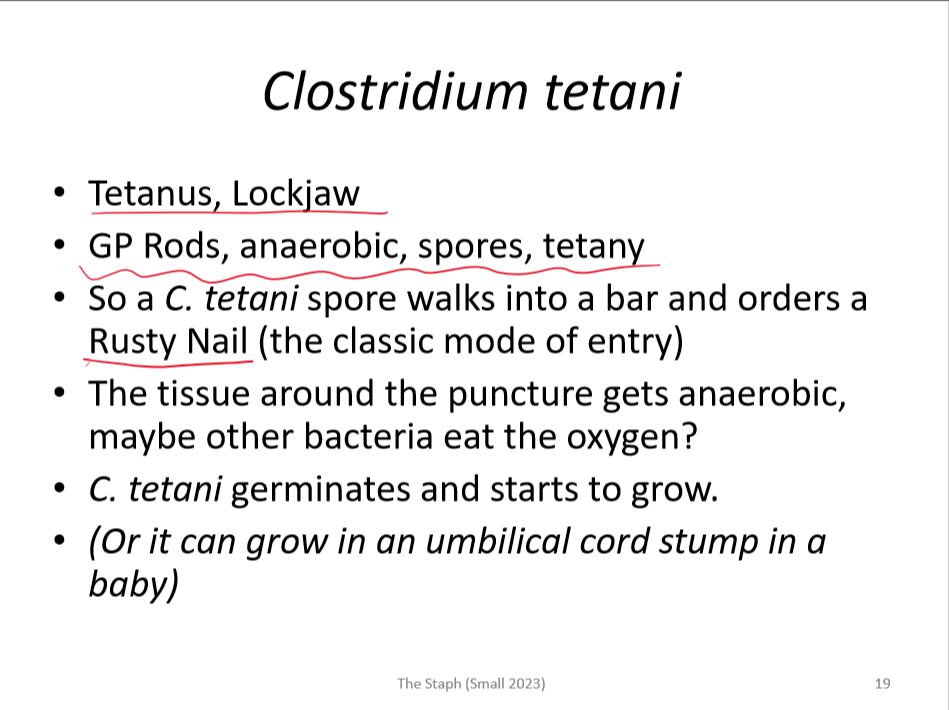 Clostridium tetani
• Tetanus, Lockjaw
• GP Rods, anaerobic, spores, tetany
• So a C. tetani spore walks into a bar and orders a
Rusty Nail (the classic mode of entry)
• The tissue around the puncture gets anaerobic,
maybe other bacteria eat the oxygen?
• C. tetani germinates and starts to grow.
• (Or it can grow in an umbilical cord stump in a
baby)
The Staph (Small 2023)
19